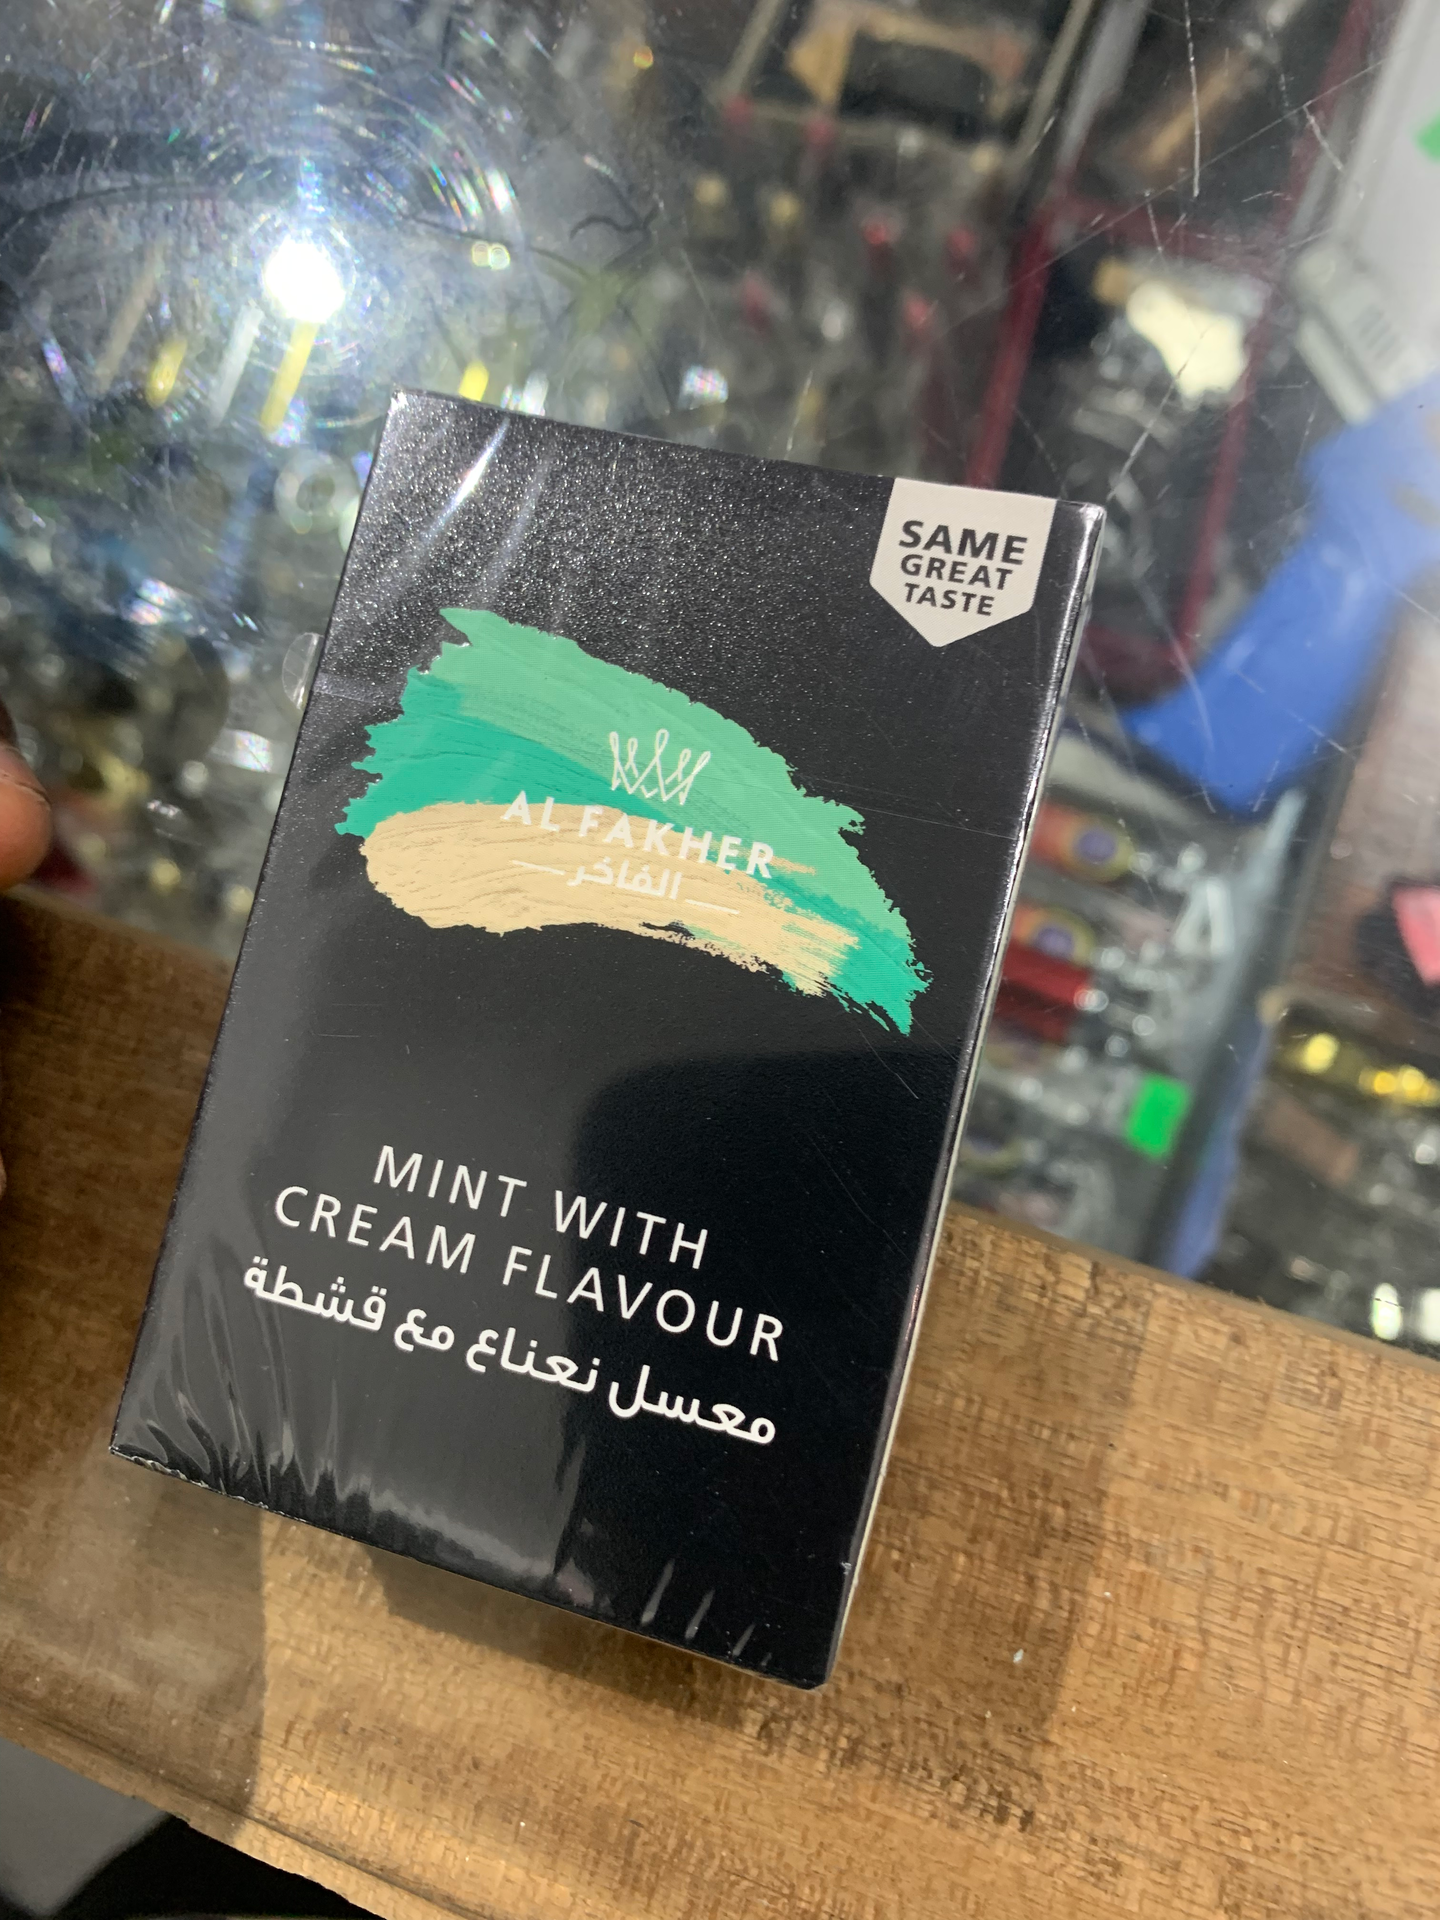 SAME
GREAT
TASTE
AL FAKHER
الفاخر
MINT WITH
CREAM FLAVOUR
معسل نعناع مع قشطة